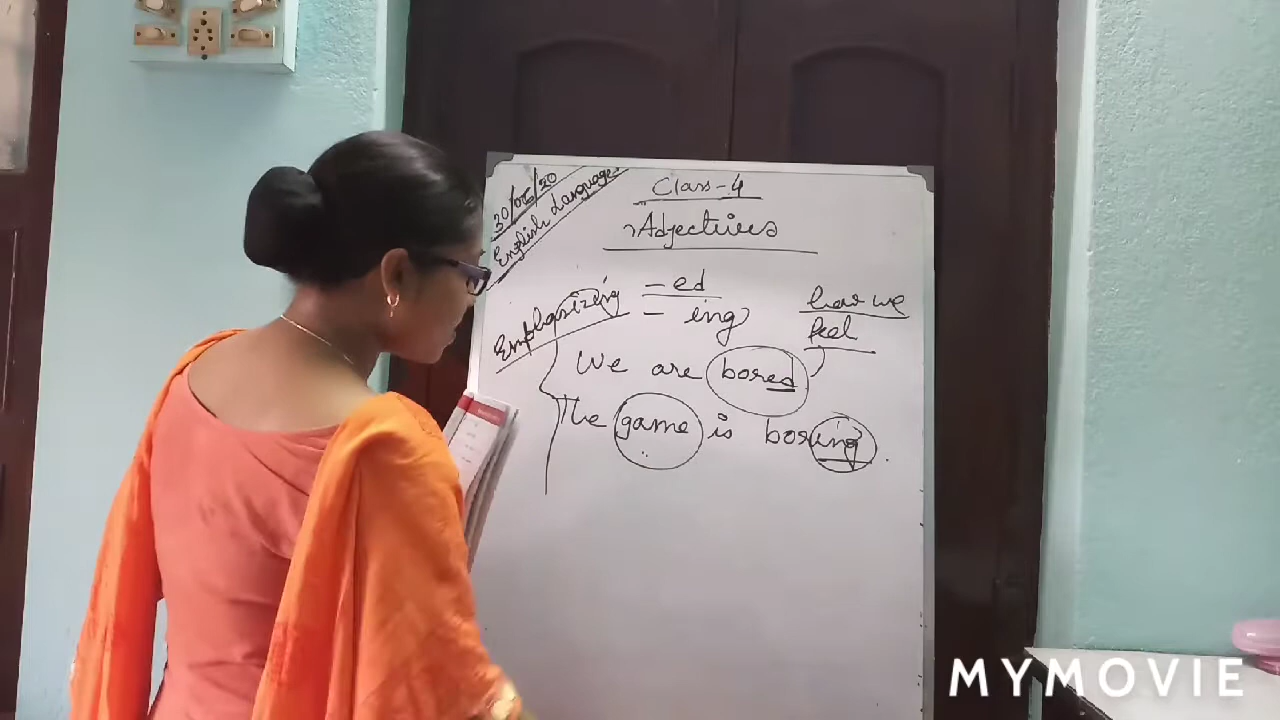 30/05/20
English Language
Class-4
Adjectives
Emphasizing
-ed
- ing
how we
feel
We are bored
The game is boring.
MYMOVIE